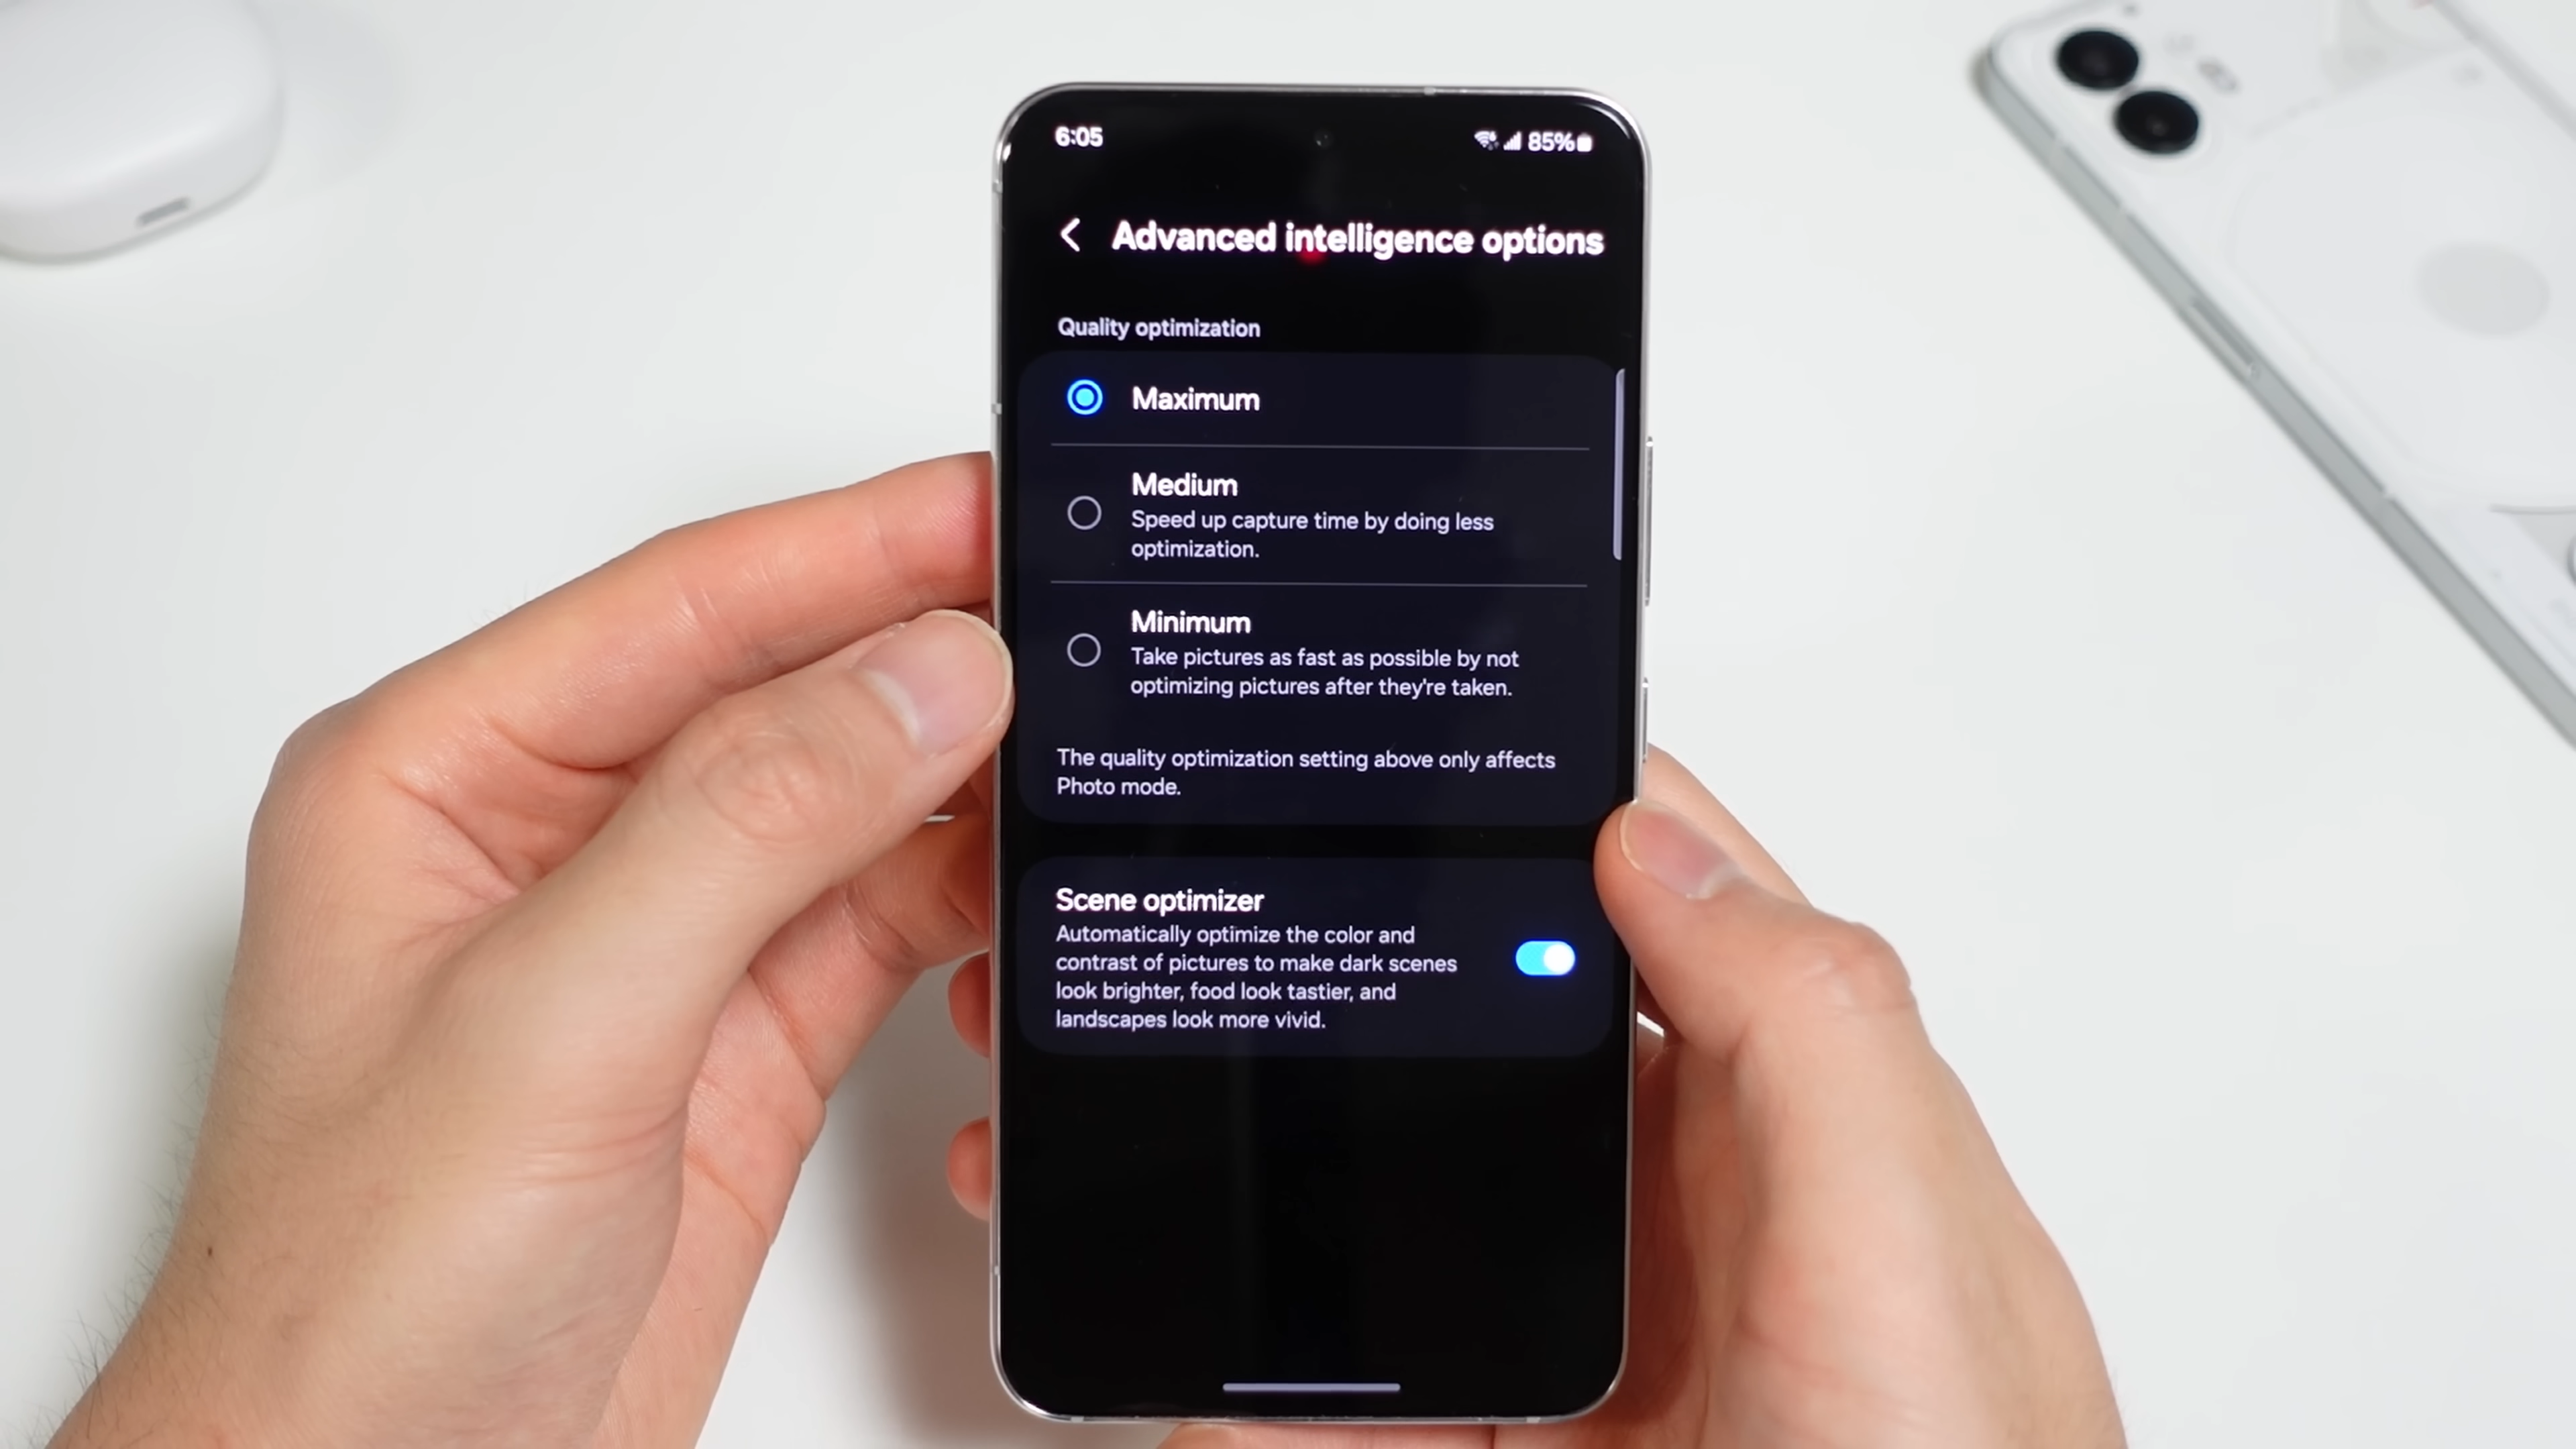 6:05
85%
Advanced intelligence options
Quality optimization
Maximum
Medium
Speed up capture time by doing less
optimization.
Minimum
Take pictures as fast as possible by not
optimizing pictures after they're taken.
The quality optimization setting above only affects
Photo mode.
Scene optimizer
Automatically optimize the color and
contrast of pictures to make dark scenes
look brighter, food look tastier, and
landscapes look more vivid.